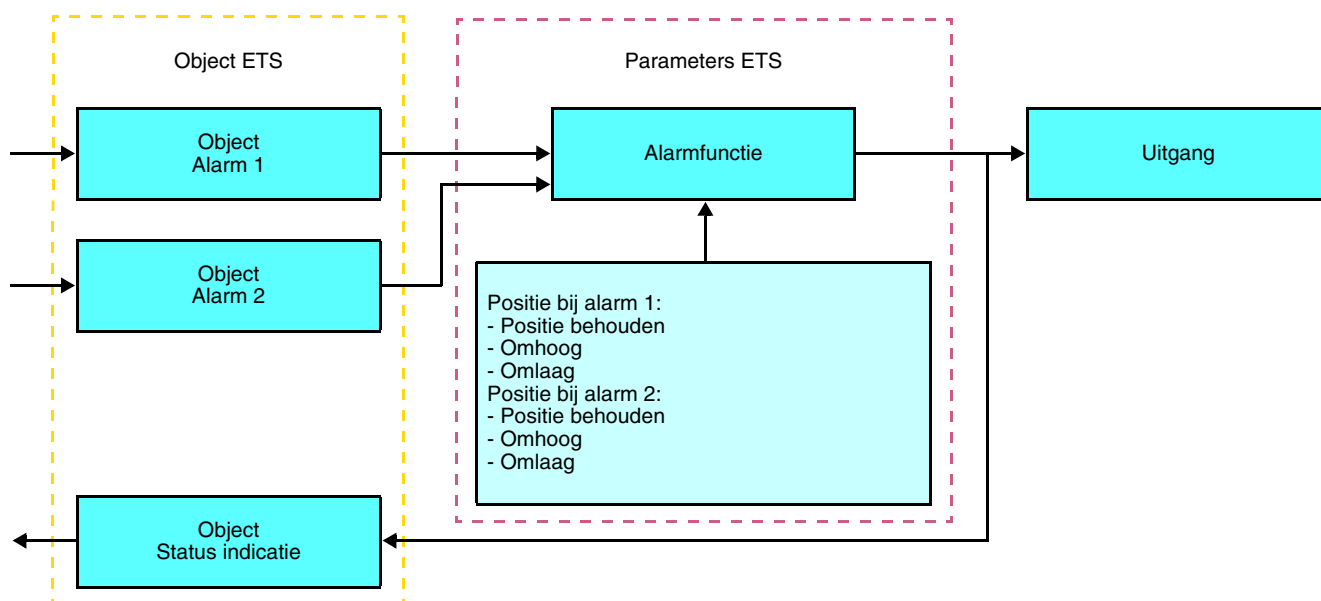 Object ETS
Parameters ETS
Object
Alarm 1
Alarmfunctie
Uitgang
Object
Alarm 2
Positie bij alarm 1:
- Positie behouden
- Omhoog
- Omlaag
Positie bij alarm 2:
- Positie behouden
- Omhoog
- Omlaag
Object
Status indicatie